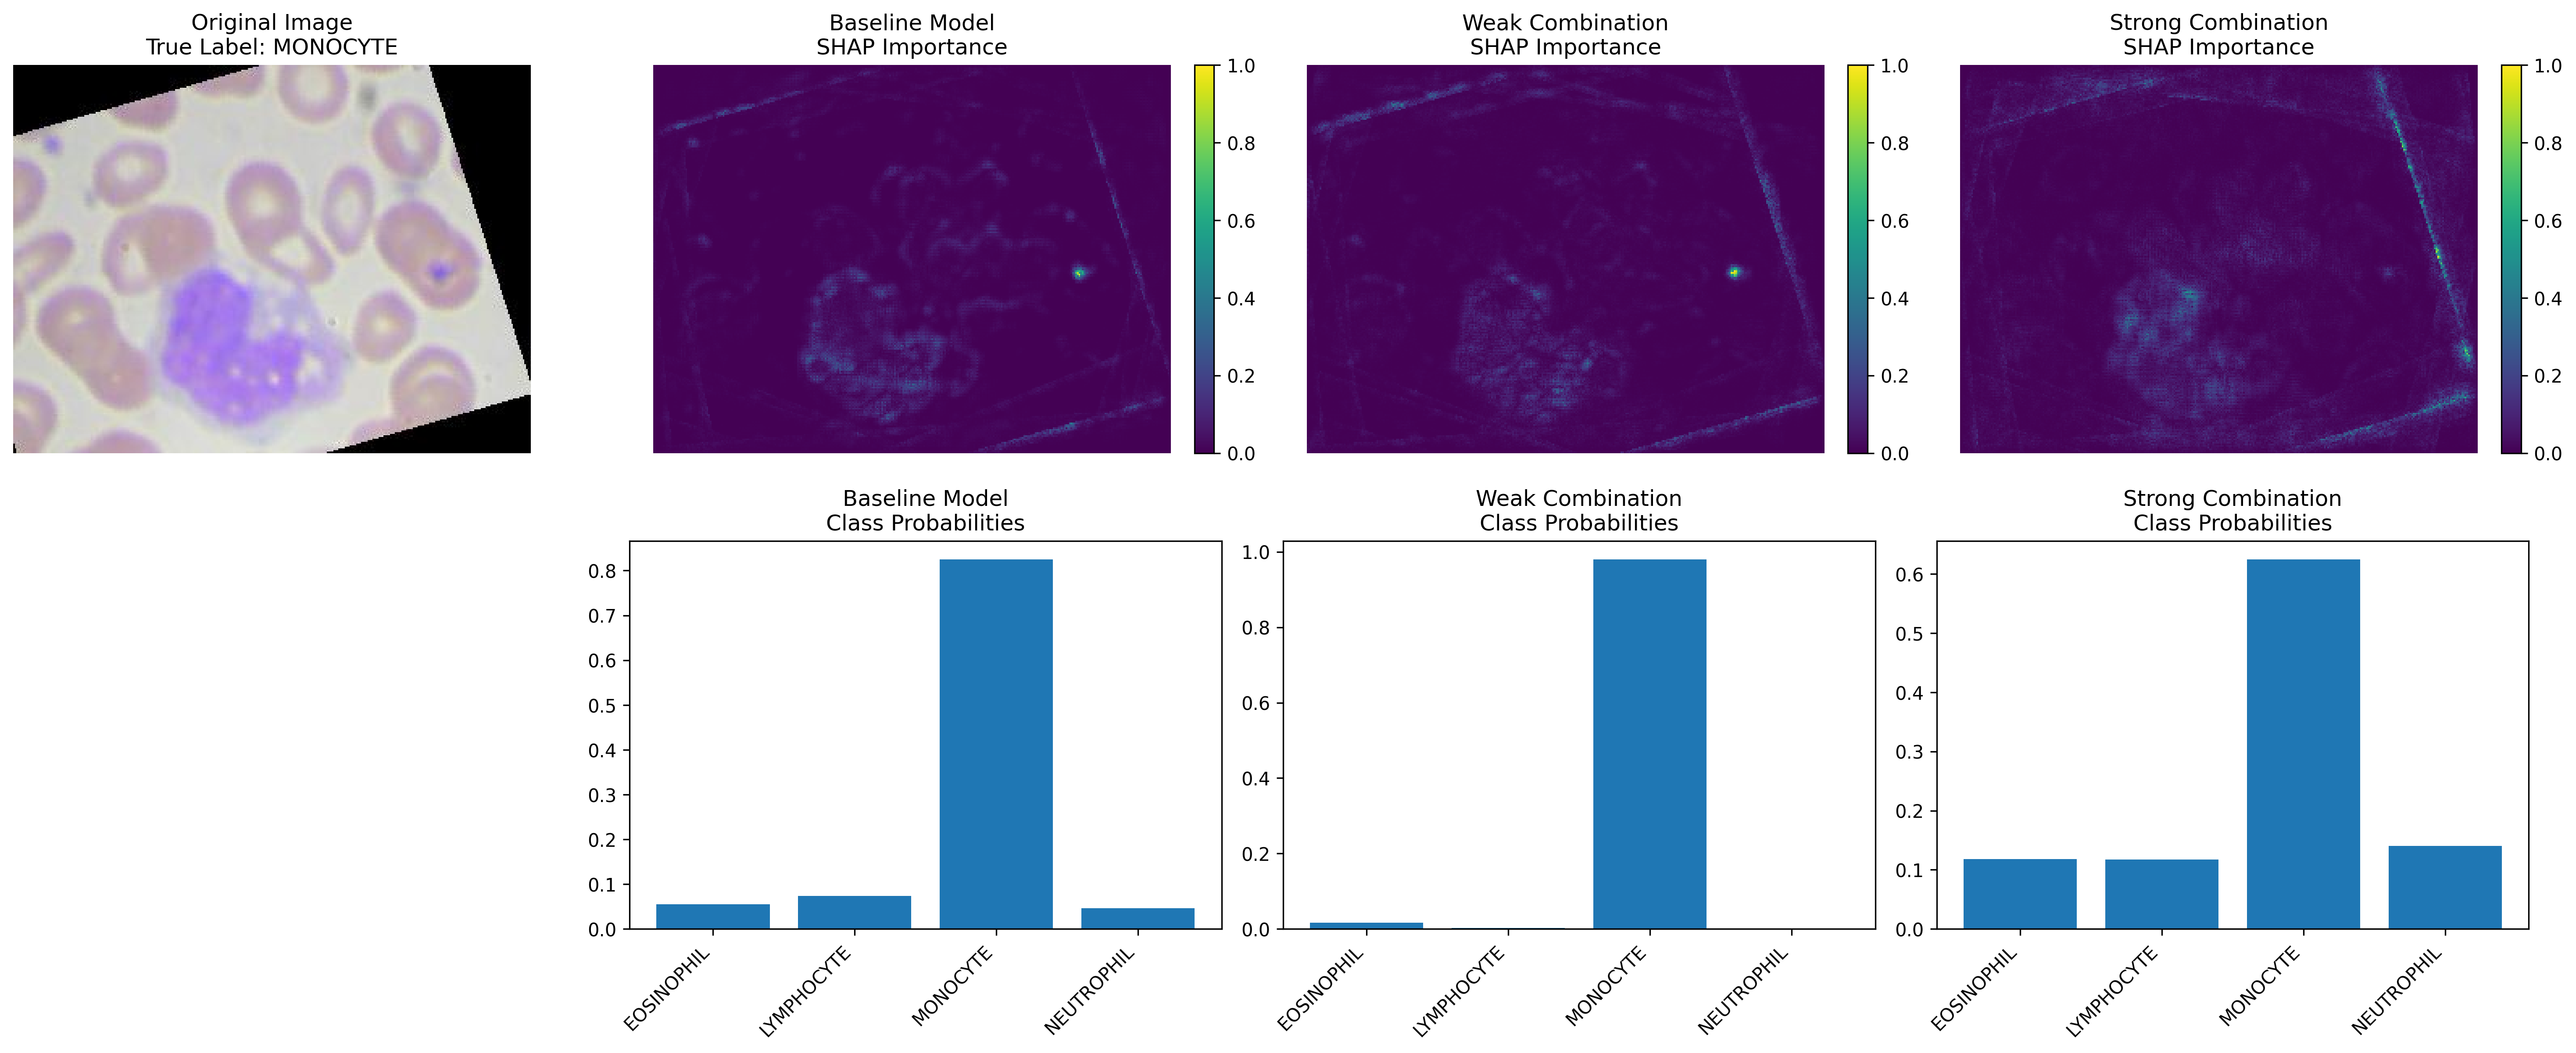 Original Image
True Label: MONOCYTE
Baseline Model
SHAP Importance
1.0
0.8
0.6
0.4
0.2
0.0
Weak Combination
SHAP Importance
1.0
0.8
0.6
0.4
0.2
0.0
Strong Combination
SHAP Importance
1.0
0.8
0.6
0.4
0.2
0.0
Baseline Model
Class Probabilities
0.8
0.7
0.6
0.5
0.4
0.3
0.2
0.1
0.0
EOSINOPHIL
LYMPHOCYTE
MONOCYTE
NEUTROPHIL
Weak Combination
Class Probabilities
1.0
0.8
0.6
0.4
0.2
0.0
EOSINOPHIL
LYMPHOCYTE
MONOCYTE
NEUTROPHIL
Strong Combination
Class Probabilities
0.6
0.5
0.4
0.3
0.2
0.1
0.0
EOSINOPHIL
LYMPHOCYTE
MONOCYTE
NEUTROPHIL